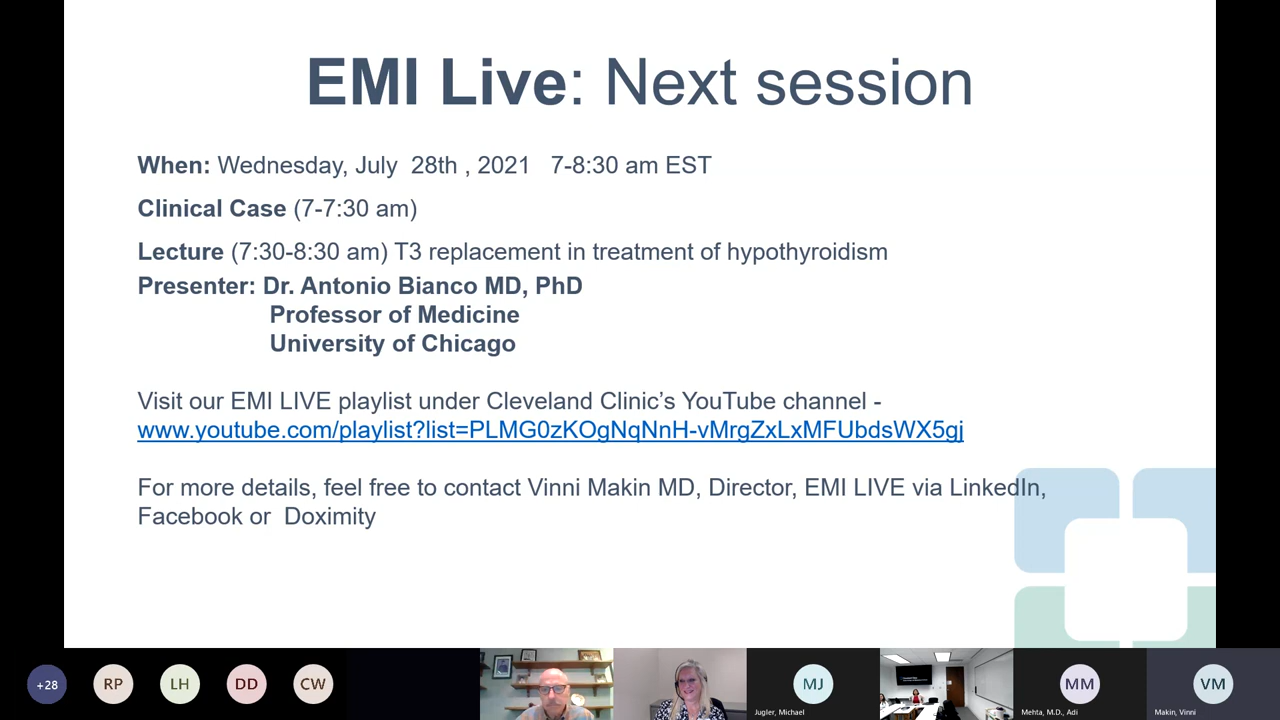 EMI Live: Next session
When: Wednesday, July 28th , 2021 7-8:30 am EST
Clinical Case (7-7:30 am)
Lecture (7:30-8:30 am) T3 replacement in treatment of hypothyroidism
Presenter: Dr. Antonio Bianco MD, PhD
Professor of Medicine
University of Chicago
Visit our EMI LIVE playlist under Cleveland Clinic’s YouTube channel -
www.youtube.com/playlist?list=PLMG0zKOgNqNnH-vMrgZxLxMFUbdsWX5gj
For more details, feel free to contact Vinni Makin MD, Director, EMI LIVE via LinkedIn,
Facebook or Doximity
+28 RP LH DD CW MJ MM VM
Jugler, Michael Mehta, M.D., Adi Makin, Vinni